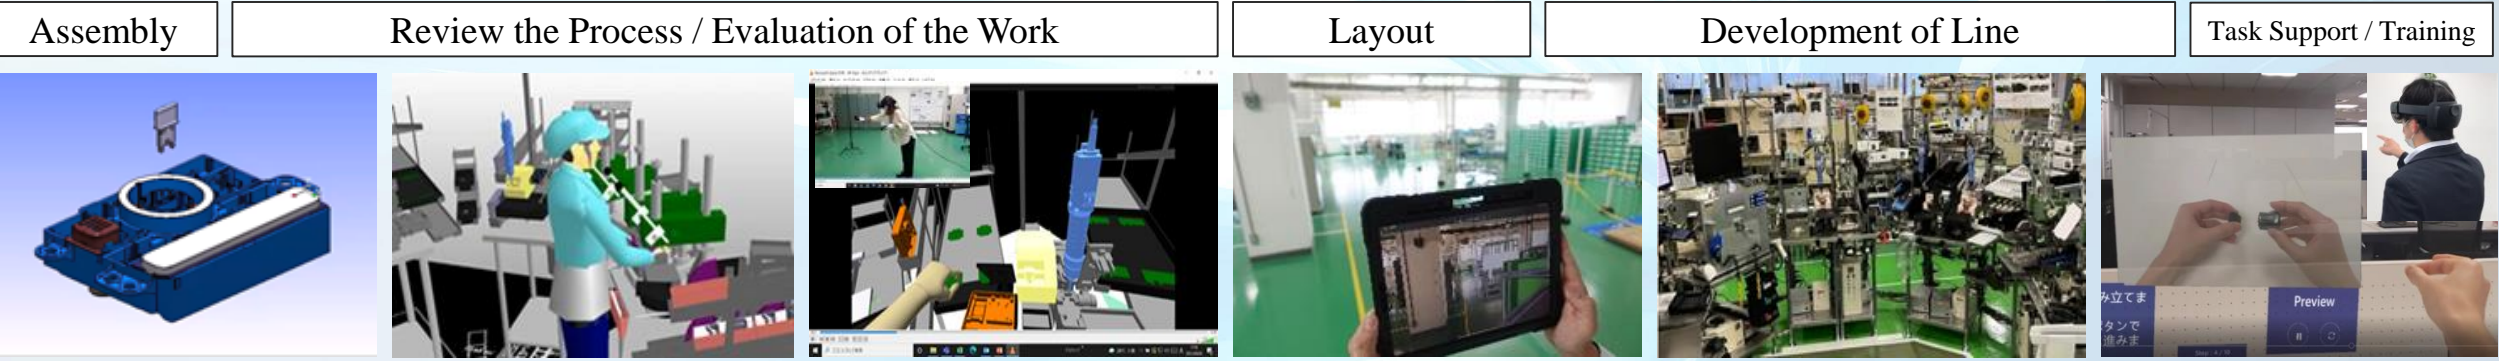 Assembly
Review the Process / Evaluation of the Work
Layout
Development of Line
Task Support / Training
み立てま
Preview
タンで
進みま